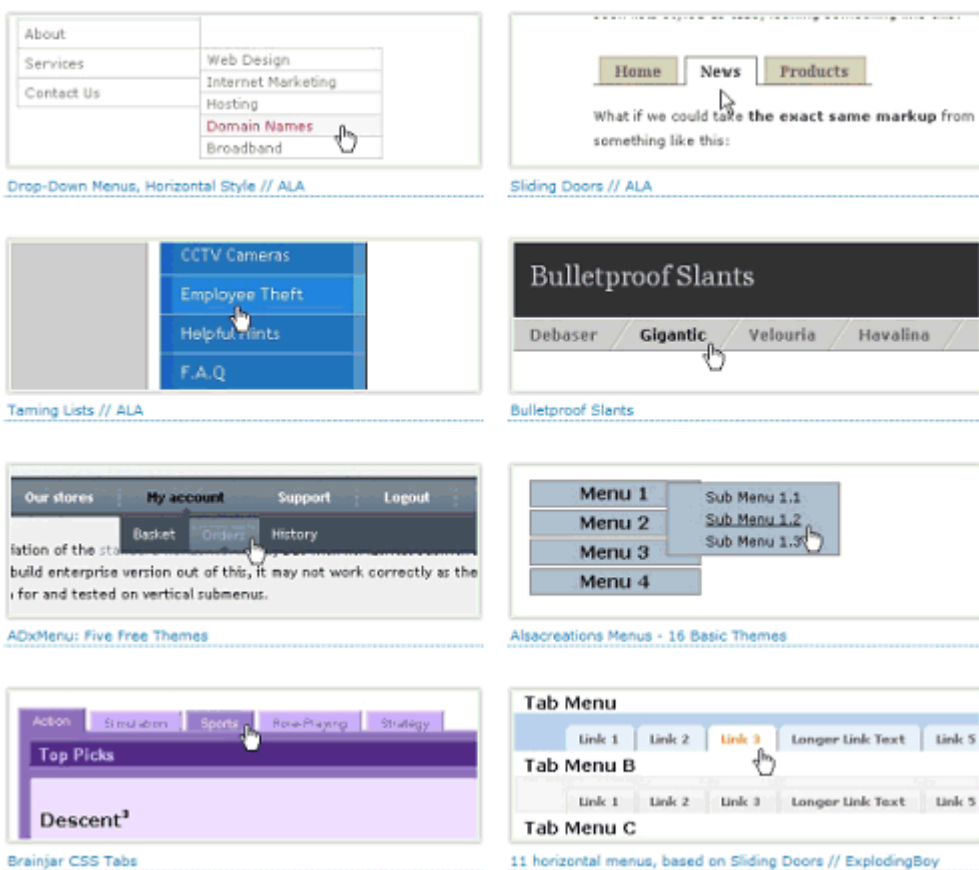 About
Services
Contact Us
Web Design
Internet Marketing
Hosting
Domain Names
Broadband
Drop-Down Menus, Horizontal Style // ALA
Home News Products
What if we could take the exact same markup from
something like this:
Sliding Doors // ALA
CCTV Cameras
Employee Theft
Helpful Hints
F.A.Q
Taming Lists // ALA
Bulletproof Slants
Debaser Gigantic Velouria Havalina
Bulletproof Slants
Our stores My account Support Logout
Basket Orders History
iation of the
build enterprise version out of this, it may not work correctly as the
for and tested on vertical submenus.
ADxMenu: Five Free Themes
Menu 1
Menu 2
Menu 3
Menu 4
Sub Menu 1.1
Sub Menu 1.2
Sub Menu 1.3
Alsacreations Menus - 16 Basic Themes
Action Simulation Sports Role-Playing Strategy
Top Picks
Descent³
Brainjar CSS Tabs
Tab Menu
Link 1 Link 2 Link 3 Longer Link Text Link 5
Tab Menu B
Link 1 Link 2 Link 3 Longer Link Text Link 5
Tab Menu C
11 horizontal menus, based on Sliding Doors // ExplodingBoy